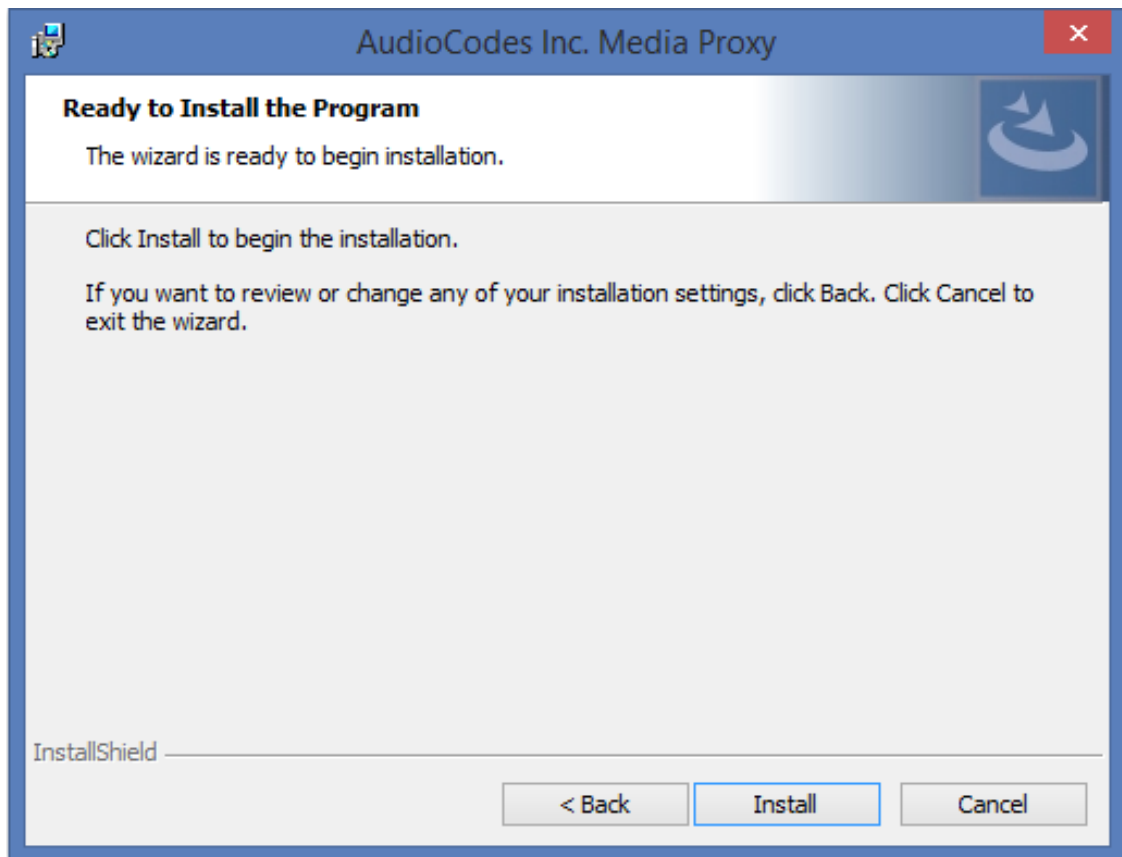 AudioCodes Inc. Media Proxy
Ready to Install the Program
The wizard is ready to begin installation.
Click Install to begin the installation.
If you want to review or change any of your installation settings, click Back. Click Cancel to
exit the wizard.
InstallShield
< Back Install Cancel